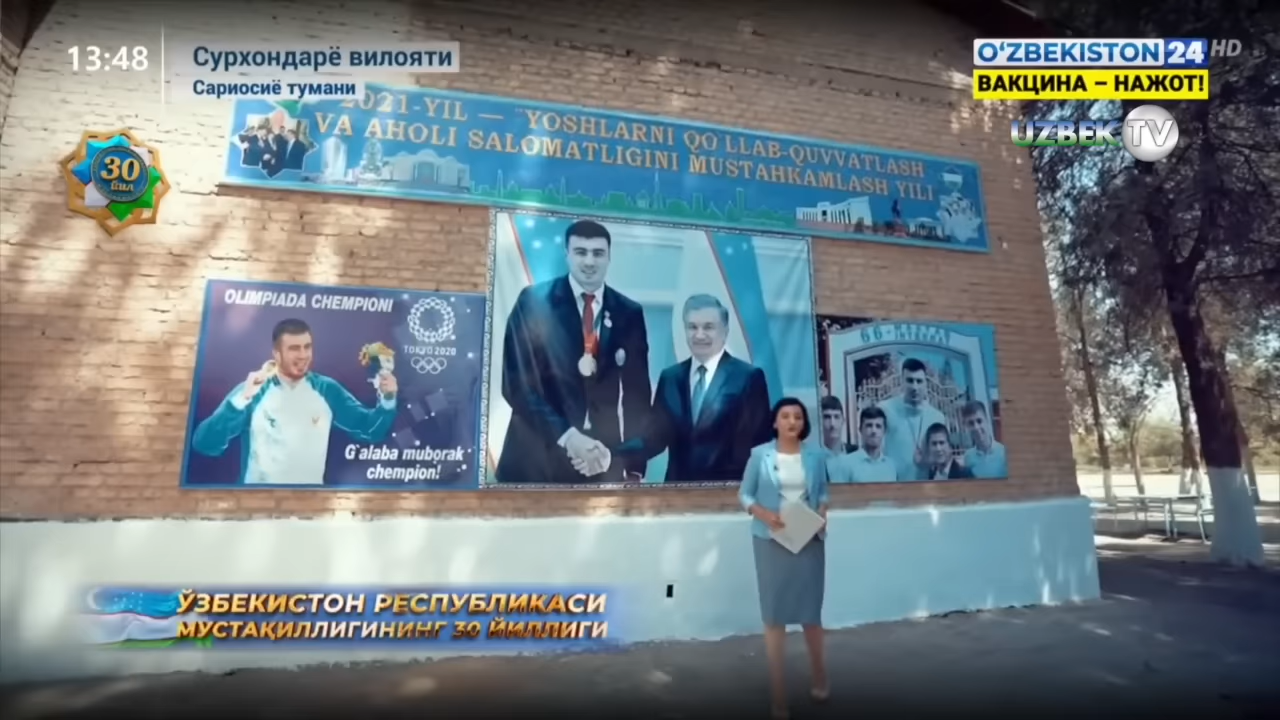 13:48
Сурхондарё вилояти
Сариосиё тумани
OʻZBEKISTON 24 HD
ВАКЦИНА – НАЖОТ!
UZBEK TV
30
йил
2021-YIL — "YOSHLARNI QO`LLAB-QUVVATLASH
VA AHOLI SALOMATLIGINI MUSTAHKAMLASH YILI
OLIMPIADA CHEMPIONI
TOKYO 2020
G`alaba muborak
chempion!
ЎЗБЕКИСТОН РЕСПУБЛИКАСИ
МУСТАҚИЛЛИГИНИНГ 30 ЙИЛЛИГИ